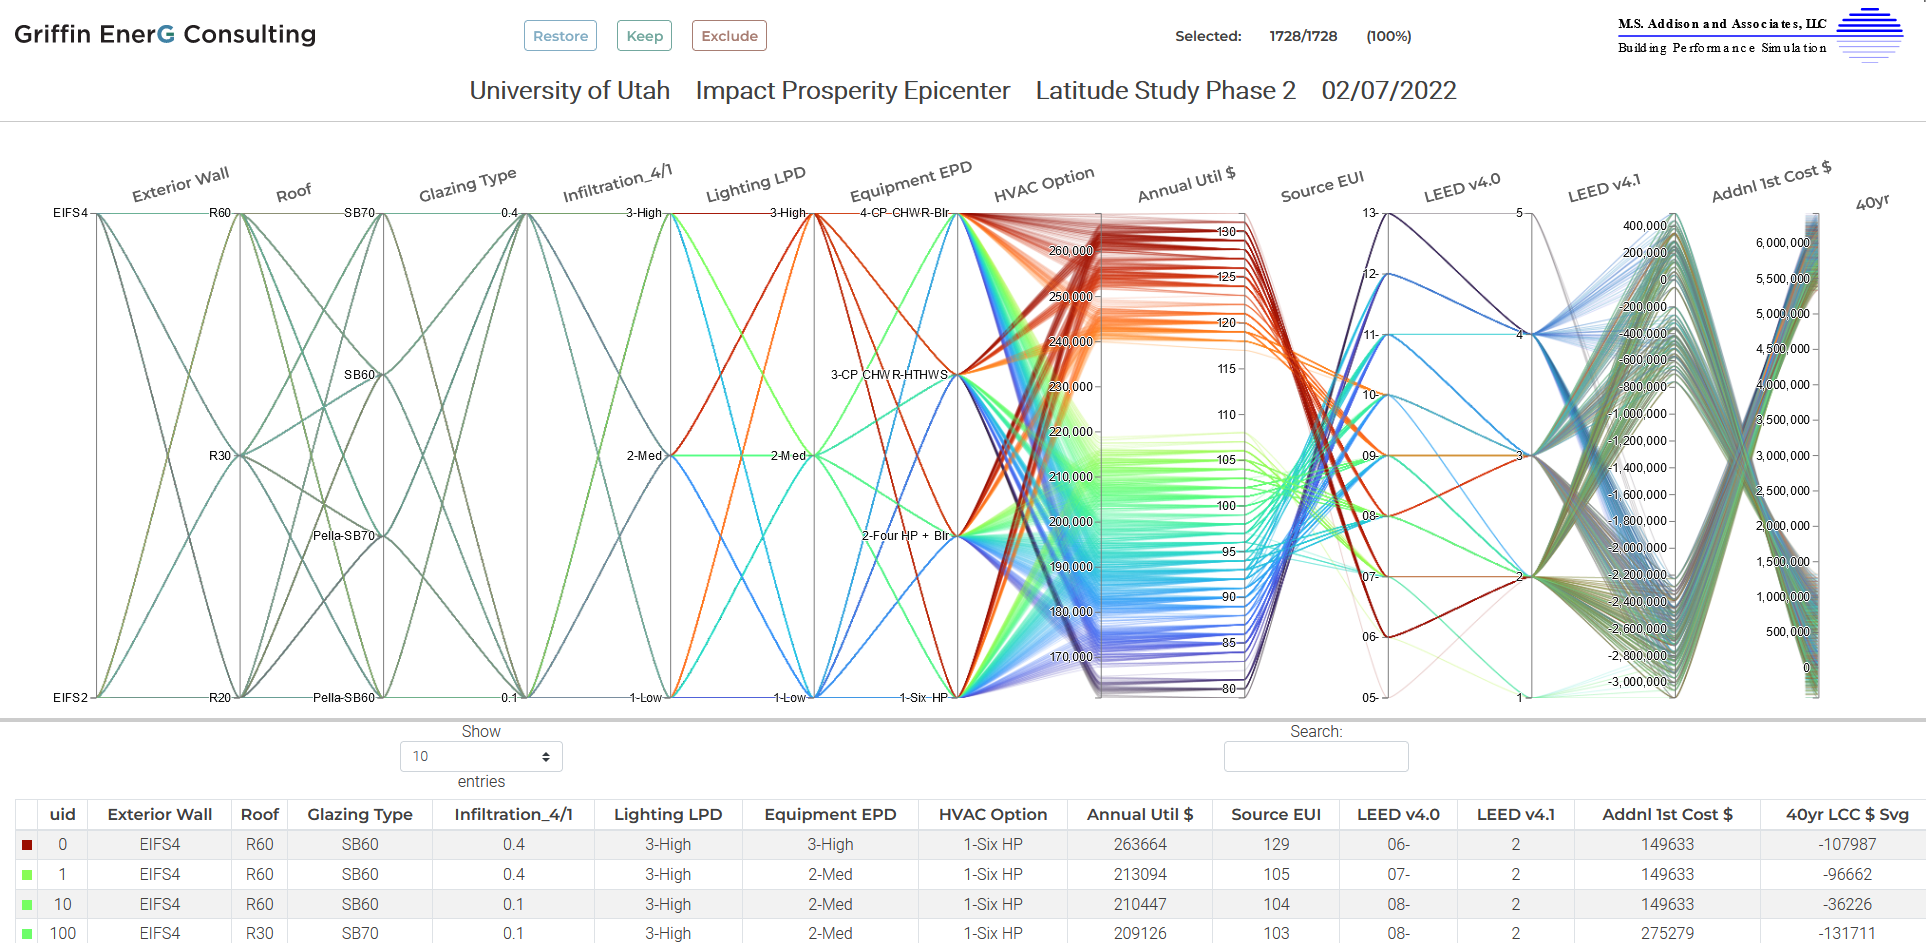 Griffin EnerG Consulting
Restore Keep Exclude
Selected: 1728/1728 (100%)
M.S. Addison and Associates, LLC
Building Performance Simulation
University of Utah Impact Prosperity Epicenter Latitude Study Phase 2 02/07/2022
Exterior Wall
Roof
Glazing Type
Infiltration_4/1
Lighting LPD
Equipment EPD
HVAC Option
Annual Util $
Source EUI
LEED v4.0
LEED v4.1
Addnl 1st Cost $
40yr
EIFS4
EIFS2
R60
R30
R20
SB70
SB60
Pella-SB70
Pella-SB60
0.4
0.1
3-High
2-Med
1-Low
3-High
2-Med
1-Low
4-CP-CHWR-Blr
3-CP CHWR-HTHWS
2-Four HP + Blr
1-Six HP
260,000
250,000
240,000
230,000
220,000
210,000
200,000
190,000
180,000
170,000
130
125
120
115
110
105
100
95
90
85
80
13-
12-
11-
10-
09-
08-
07-
06-
05-
5
4
3
2
1
400,000
200,000
0
-200,000
-400,000
-600,000
-800,000
-1,000,000
-1,200,000
-1,400,000
-1,600,000
-1,800,000
-2,000,000
-2,200,000
-2,400,000
-2,600,000
-2,800,000
-3,000,000
6,000,000
5,500,000
5,000,000
4,500,000
4,000,000
3,500,000
3,000,000
2,500,000
2,000,000
1,500,000
1,000,000
500,000
0
Show
10
entries
Search:
uid Exterior Wall Roof Glazing Type Infiltration_4/1 Lighting LPD Equipment EPD HVAC Option Annual Util $ Source EUI LEED v4.0 LEED v4.1 Addnl 1st Cost $ 40yr LCC $ Svg
0 EIFS4 R60 SB60 0.4 3-High 3-High 1-Six HP 263664 129 06- 2 149633 -107987
1 EIFS4 R60 SB60 0.4 3-High 2-Med 1-Six HP 213094 105 07- 2 149633 -96662
10 EIFS4 R60 SB60 0.1 3-High 2-Med 1-Six HP 210447 104 08- 2 149633 -36226
100 EIFS4 R30 SB70 0.1 3-High 2-Med 1-Six HP 209126 103 08- 2 275279 -131711